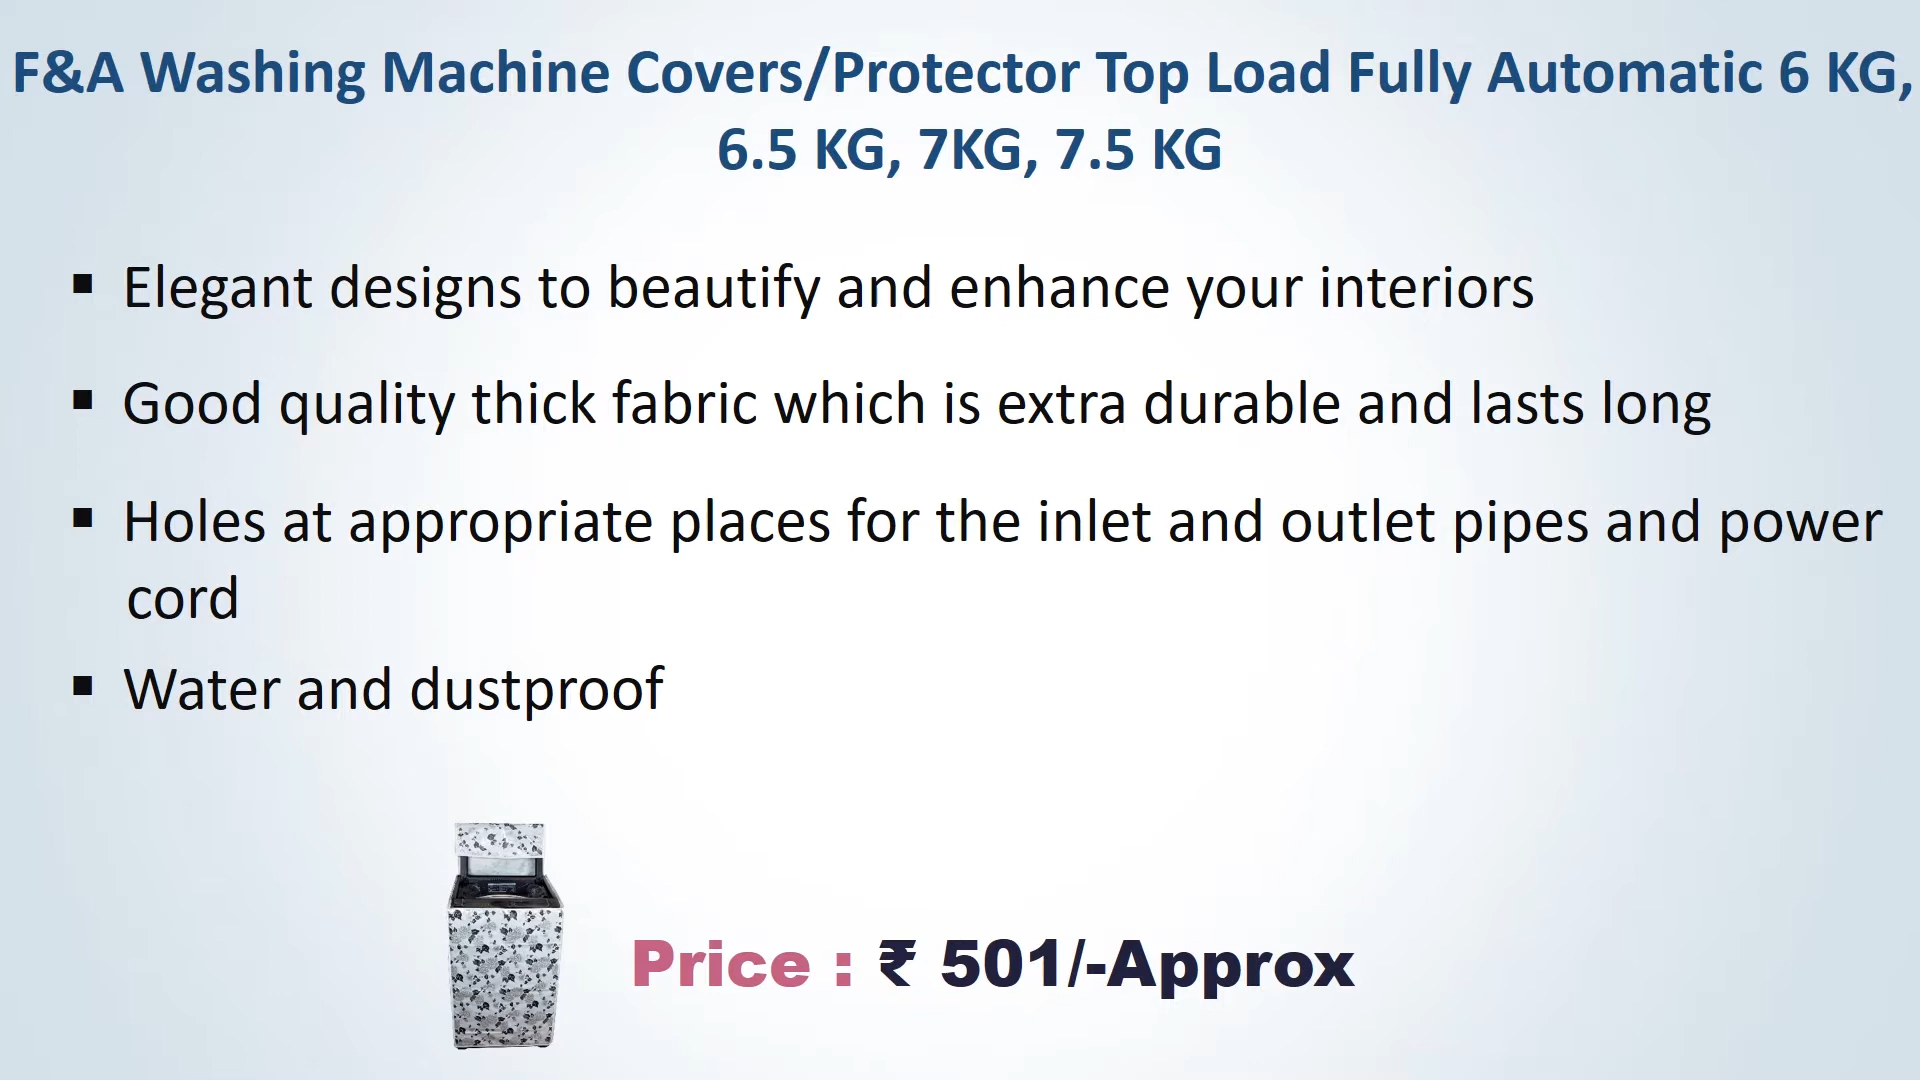 F&A Washing Machine Covers/Protector Top Load Fully Automatic 6 KG,
6.5 KG, 7KG, 7.5 KG
▪ Elegant designs to beautify and enhance your interiors
▪ Good quality thick fabric which is extra durable and lasts long
▪ Holes at appropriate places for the inlet and outlet pipes and power
cord
▪ Water and dustproof
Price : ₹ 501/-Approx